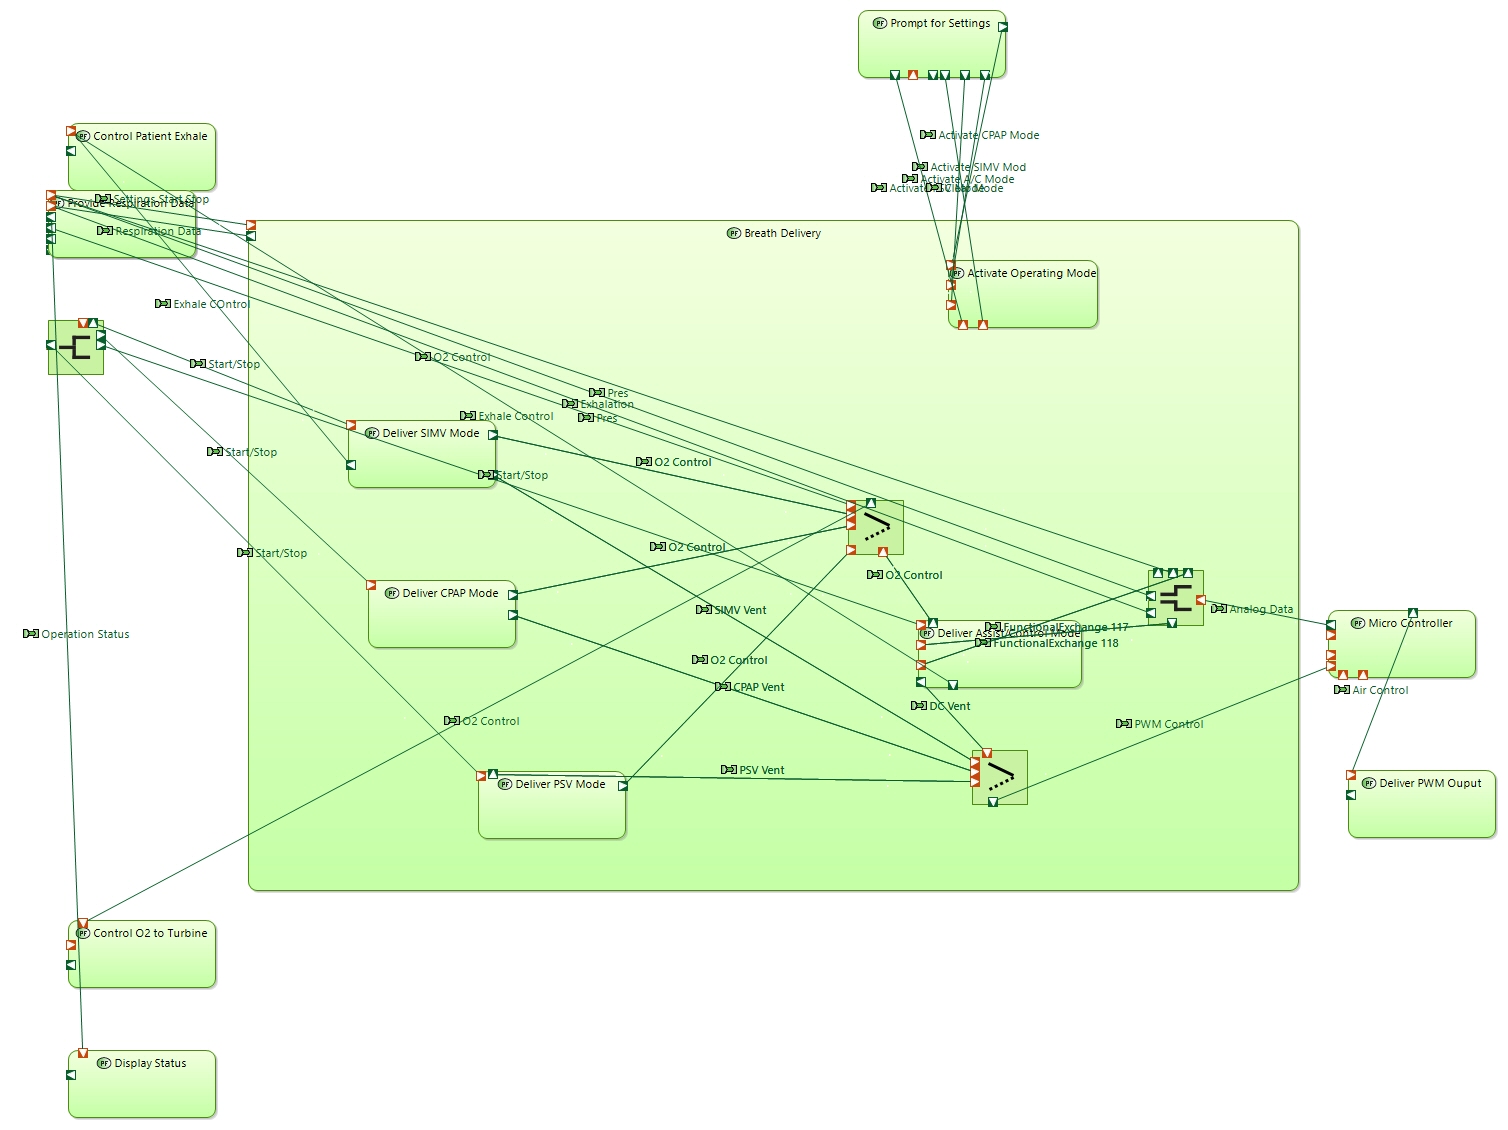 PF Prompt for Settings
Activate CPAP Mode
PF Control Patient Exhale
Activate SIMV Mod
Activate A/C Mode
Settings Start Stop
PF Provide Respiration Data
Respiration Data
PF Breath Delivery
PF Activate Operating Mode
Exhale COntrol
O2 Control
Start/Stop
Pres
Exhalation
Exhale Control
Pres
PF Deliver SIMV Mode
Start/Stop
O2 Control
Start/Stop
O2 Control
Start/Stop
O2 Control
PF Deliver CPAP Mode
SIMV Vent
Analog Data
PF Micro Controller
FunctionalExchange 117
PF Deliver Assist/Control Mode
Operation Status
FunctionalExchange 118
O2 Control
CPAP Vent
Air Control
DC Vent
O2 Control
PWM Control
PSV Vent
PF Deliver PSV Mode
PF Deliver PWM Ouput
PF Control O2 to Turbine
PF Display Status